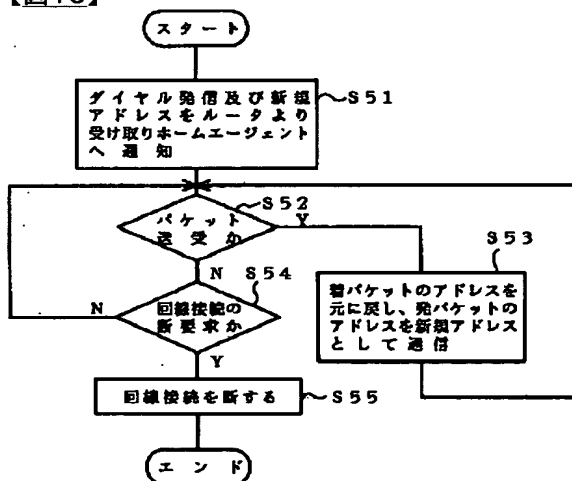 スタート
ダイヤル発信及び新規
アドレスをルータより
受け取りホームエージェント
へ通知
S51
パケット
送受か
S52
Y
N
S53
着パケットのアドレスを
元に戻し、発パケットの
アドレスを新規アドレス
として通信
S54
回線接続の
断要求か
N
Y
回線接続を断する
S55
エンド